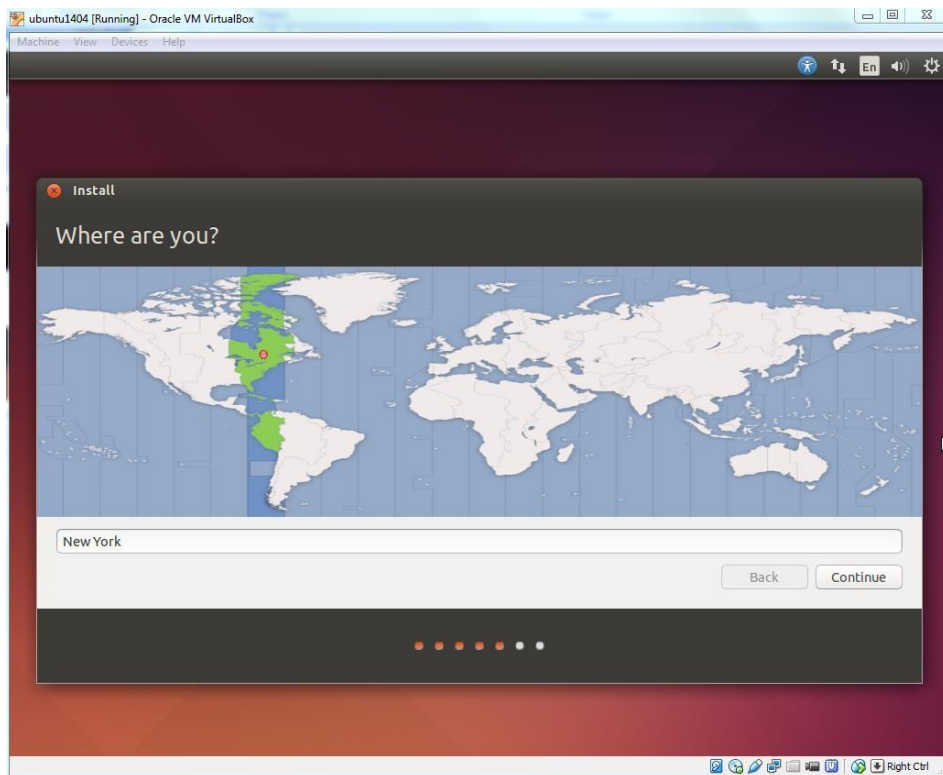 ubuntu1404 [Running] - Oracle VM VirtualBox
Machine View Devices Help
En
Install
Where are you?
New York
Back Continue
Right Ctrl